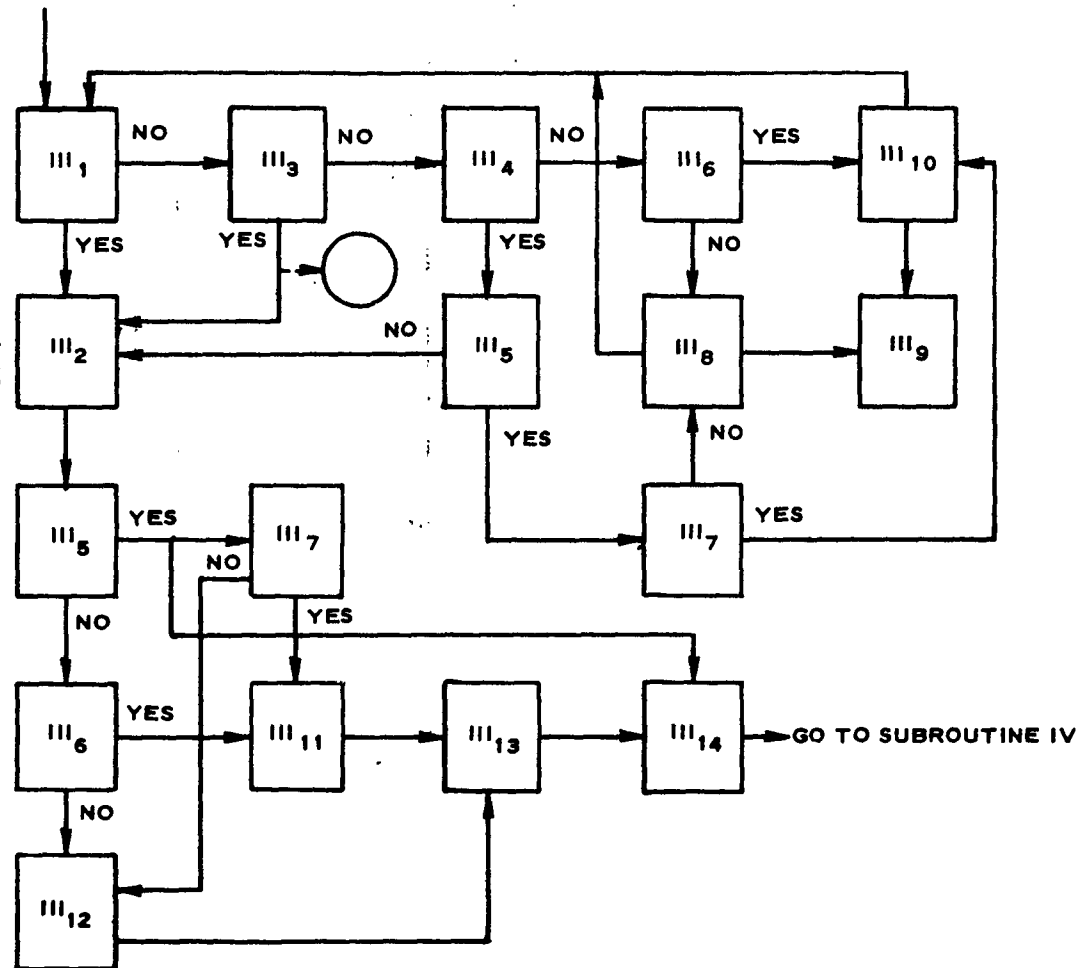 NO
NO
NO
YES
III1
III3
III4
III6
III10
YES
YES
YES
NO
NO
III2
III5
III8
III9
YES
NO
III5
YES
III7
III7
YES
NO
NO
YES
III6
YES
III11
III13
III14
GO TO SUBROUTINE IV
NO
III12